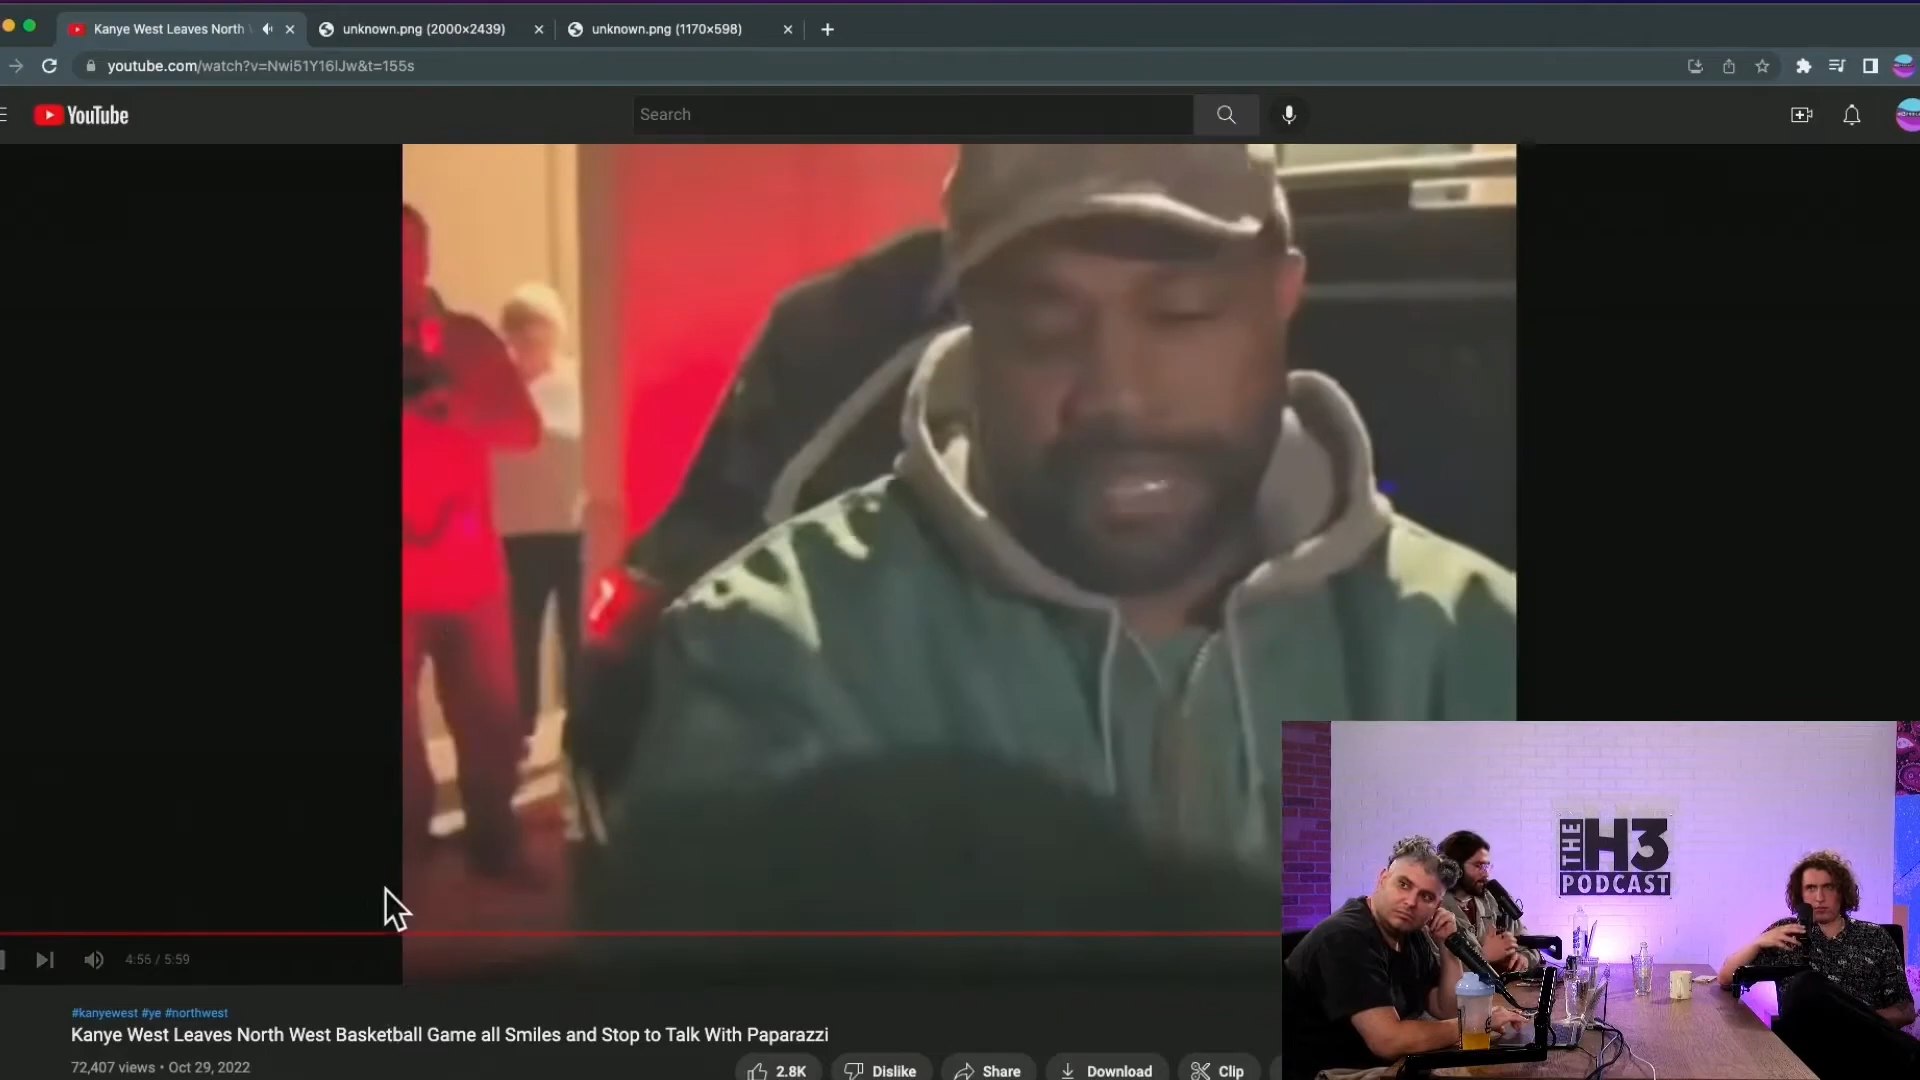 Kanye West Leaves North
unknown.png (2000×2439)
unknown.png (1170×598)
youtube.com/watch?v=Nwi51Y16IJw&t=155s
YouTube
Search
THE H3 PODCAST
4:55 / 5:59
#kanyewest #ye #northwest
Kanye West Leaves North West Basketball Game all Smiles and Stop to Talk With Paparazzi
72,407 views • Oct 29, 2022
2.8K
Dislike
Share
Download
Clip